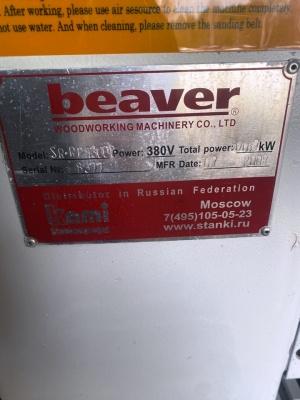 . After working, please use air sesource to clean the machine completely.
not use water. And when cleaning, please remove the sanding belt.
beaver®
WOODWORKING MACHINERY CO., LTD
Model: Power: 380V Total power: kW
Serial No: MFR Date:
Distributor in Russian Federation
Moscow
7(495)105-05-23
www.stanki.ru